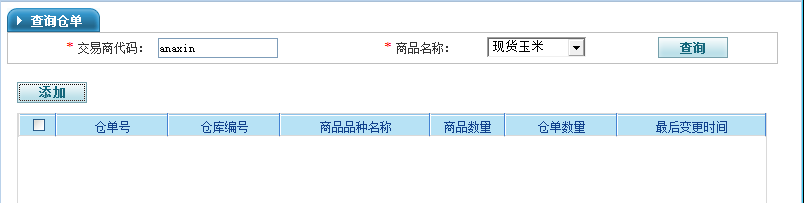 查询仓单
* 交易商代码： anaxin * 商品名称： 现货玉米 查询
添加
仓单号 仓库编号 商品品种名称 商品数量 仓单数量 最后变更时间